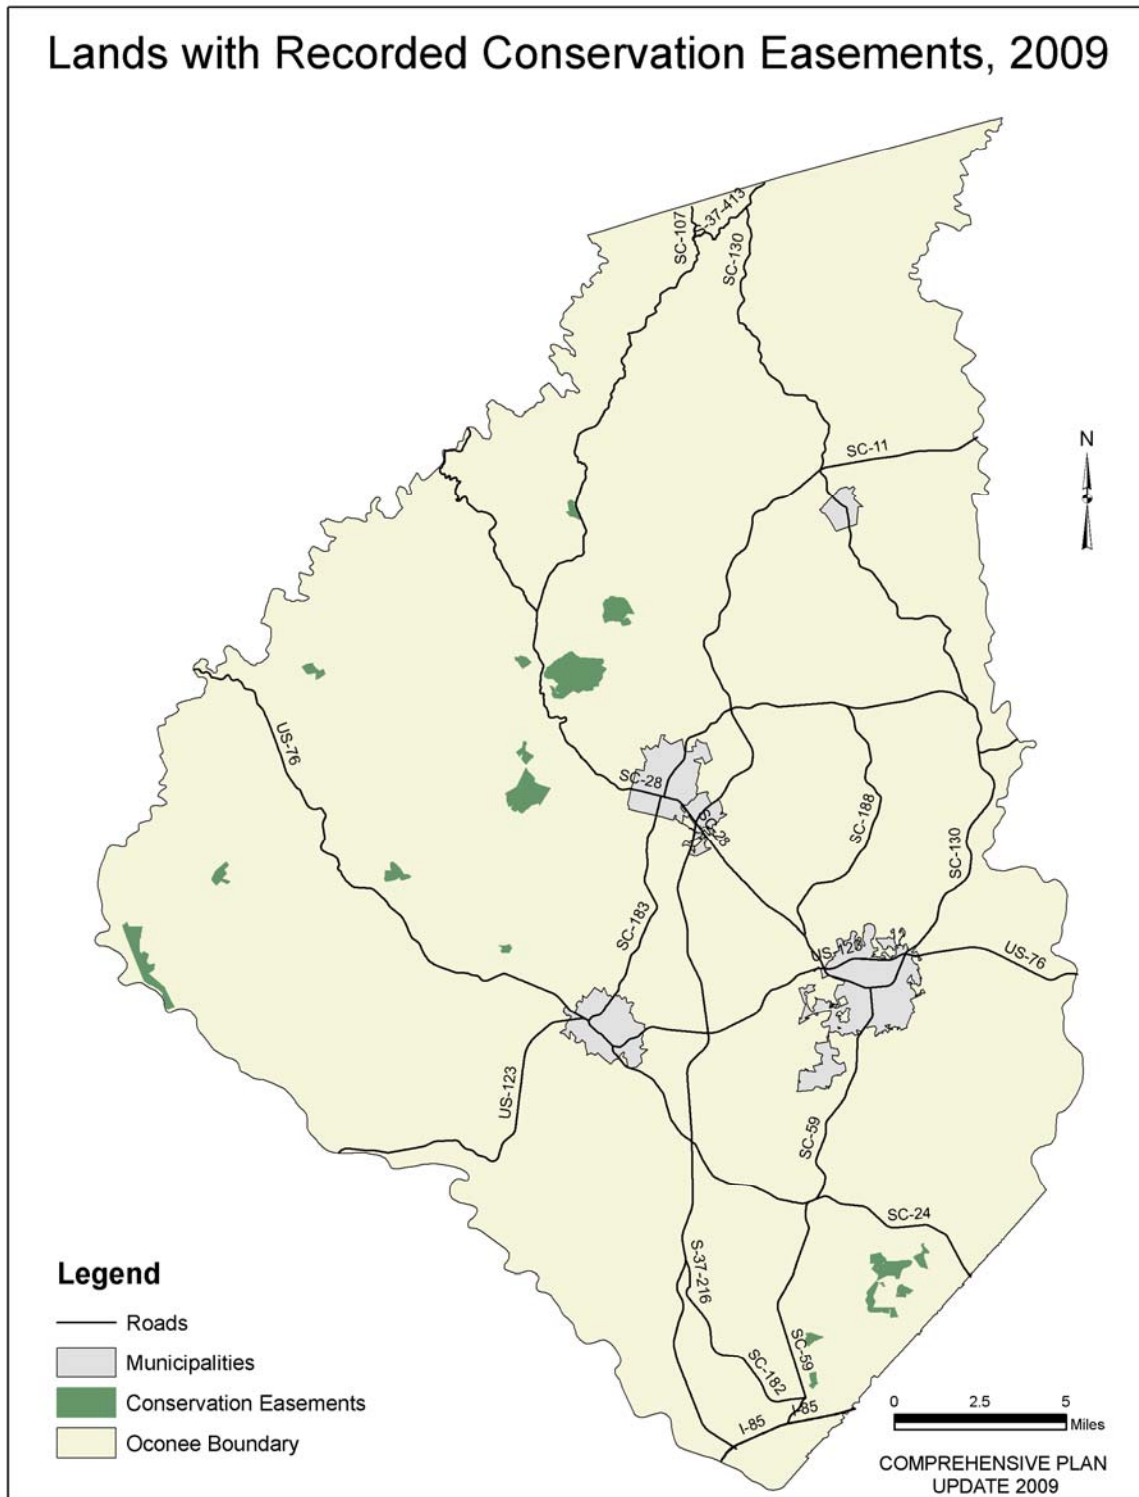 Lands with Recorded Conservation Easements, 2009
SC-107
S-37-413
SC-130
SC-11
N
US-76
SC-28
SC-28
SC-188
SC-130
SC-183
US-123
US-76
US-123
SC-59
SC-24
S-37-216
SC-59
SC-182
I-85
I-85
Legend
Roads
Municipalities
Conservation Easements
Oconee Boundary
0 2.5 5
Miles
COMPREHENSIVE PLAN
UPDATE 2009